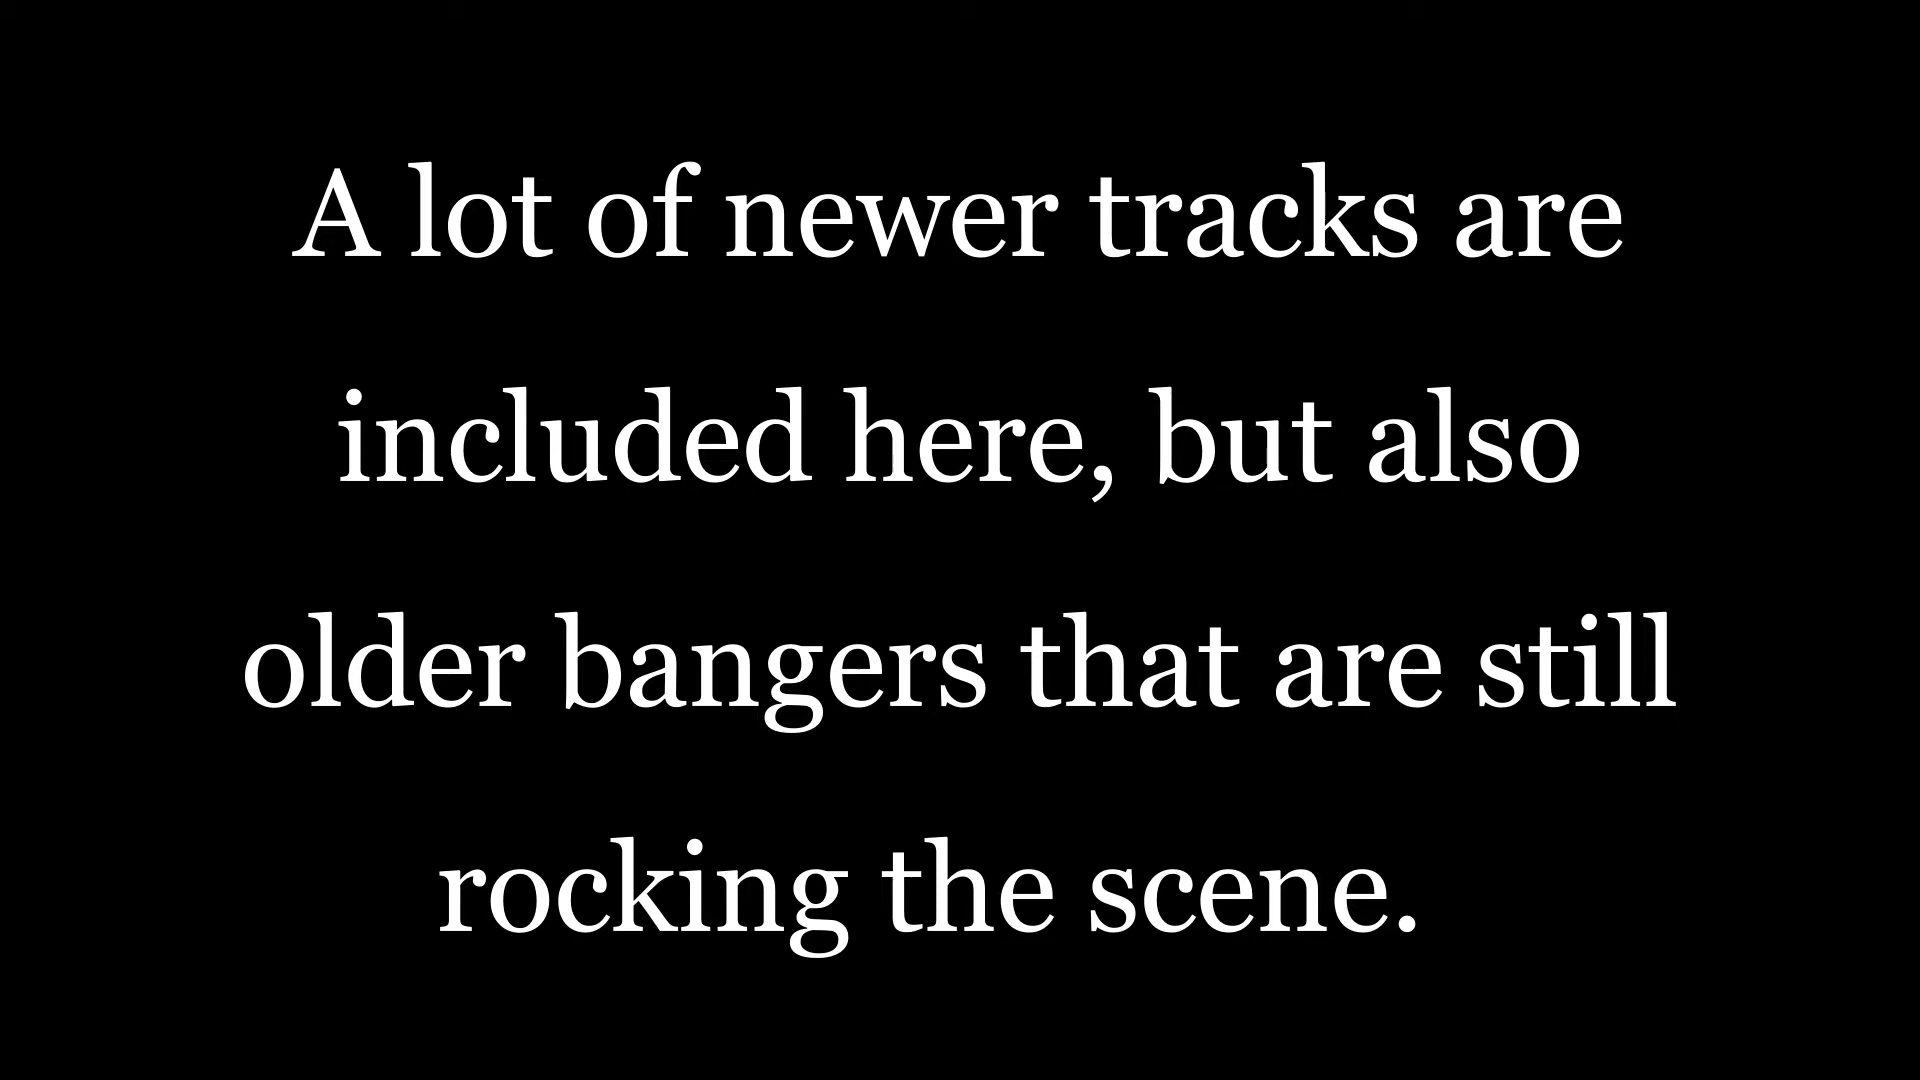 A lot of newer tracks are
included here, but also
older bangers that are still
rocking the scene.